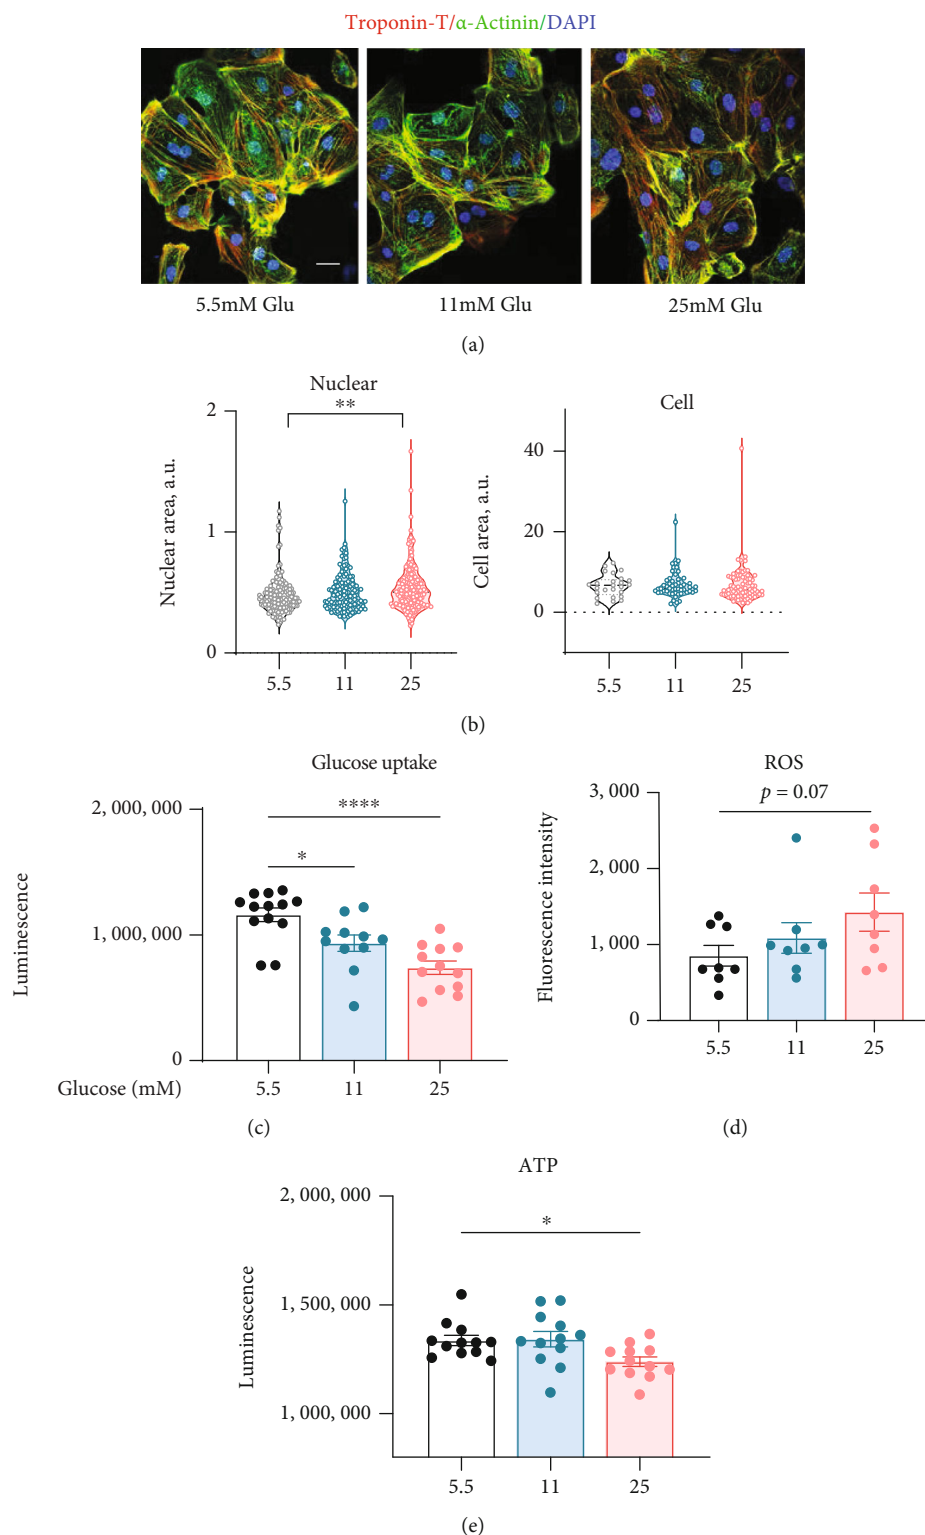 Troponin-T/α-Actinin/DAPI
5.5mM Glu
11mM Glu
25mM Glu
(a)
Nuclear
**
Nuclear area, a.u.
2
1
0
5.5
11
25
Cell
Cell area, a.u.
40
20
0
5.5
11
25
(b)
Glucose uptake
****
*
Luminescence
2, 000, 000
1, 000, 000
0
Glucose (mM)
5.5
11
25
(c)
ROS
p = 0.07
Fluorescence intensity
3, 000
2, 000
1, 000
0
5.5
11
25
(d)
ATP
*
Luminescence
2, 000, 000
1, 500, 000
1, 000, 000
5.5
11
25
(e)